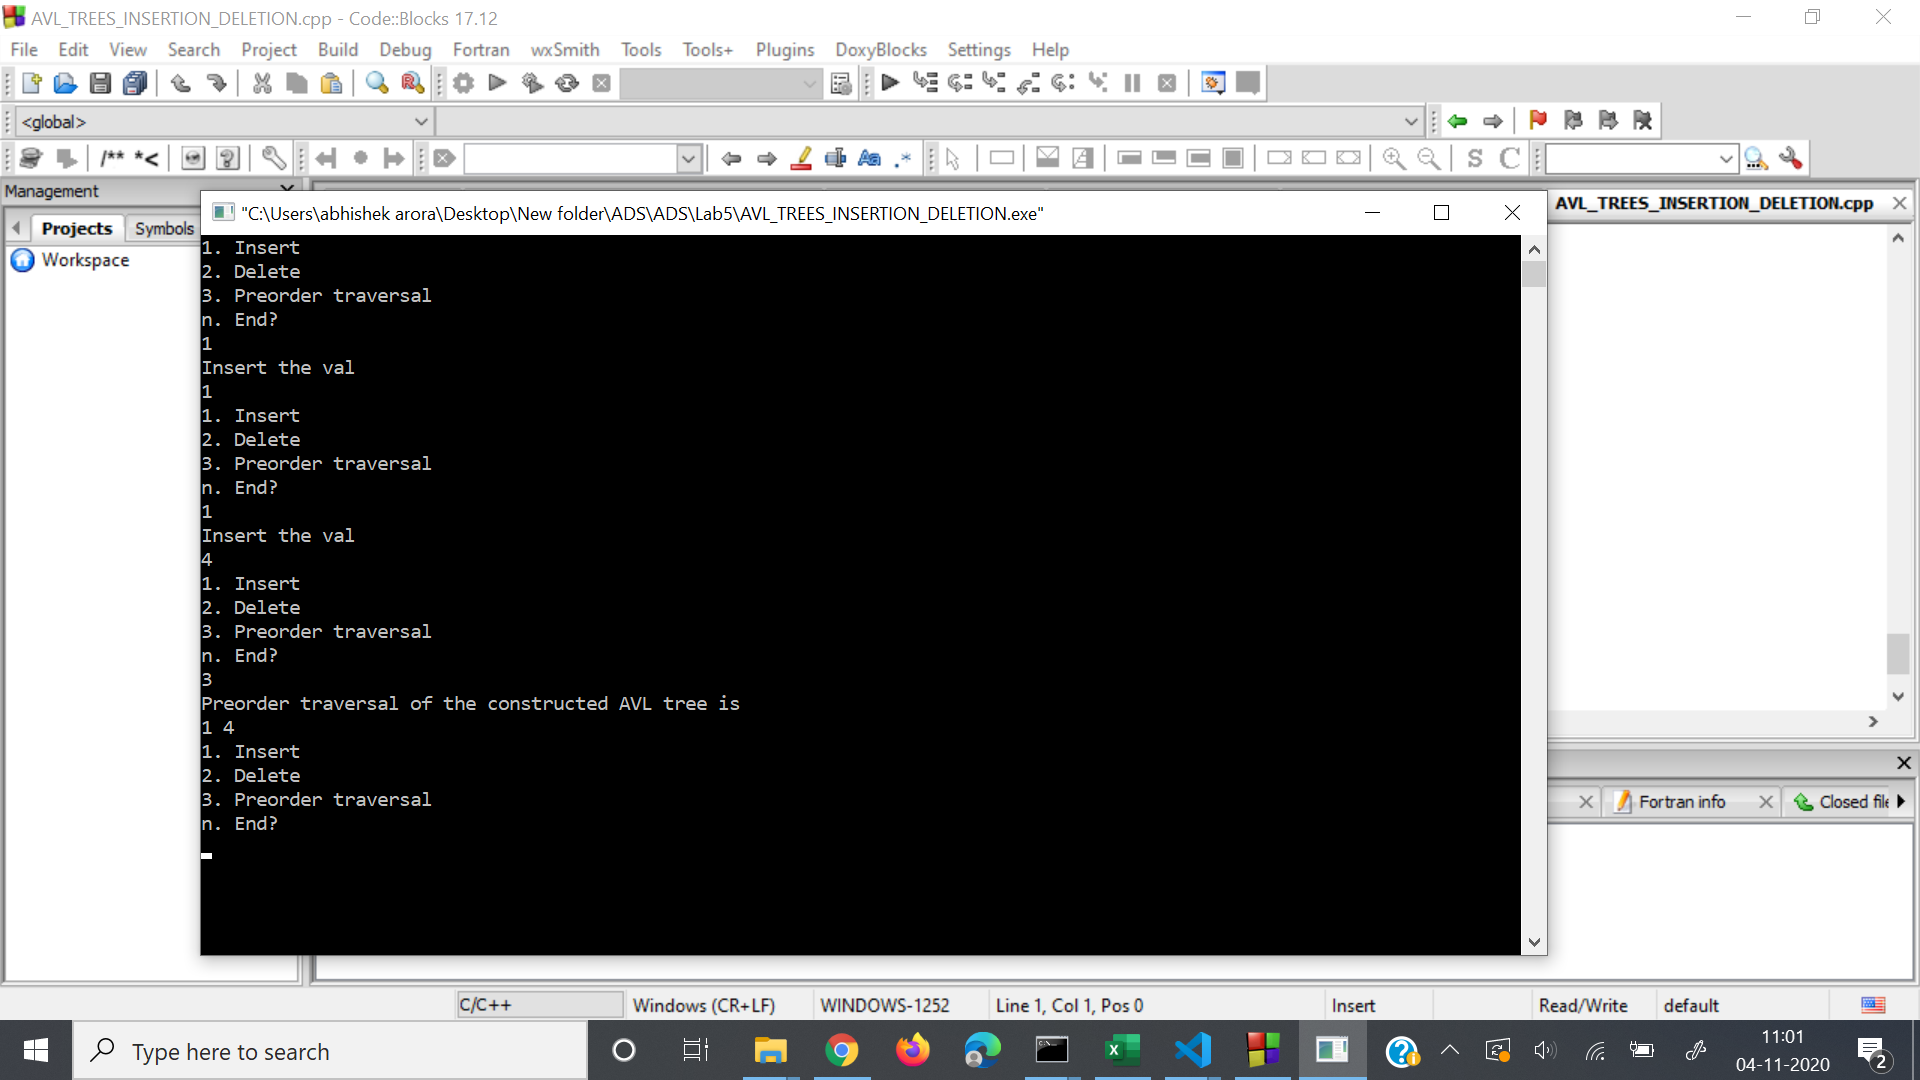 AVL_TREES_INSERTION_DELETION.cpp - Code::Blocks 17.12
File Edit View Search Project Build Debug Fortran wxSmith Tools Tools+ Plugins DoxyBlocks Settings Help
<global>
/** *<
Management
Projects Symbols
Workspace
AVL_TREES_INSERTION_DELETION.cpp
"C:\Users\abhishek arora\Desktop\New folder\ADS\ADS\Lab5\AVL_TREES_INSERTION_DELETION.exe"
1. Insert
2. Delete
3. Preorder traversal
n. End?
1
Insert the val
1
1. Insert
2. Delete
3. Preorder traversal
n. End?
1
Insert the val
4
1. Insert
2. Delete
3. Preorder traversal
n. End?
3
Preorder traversal of the constructed AVL tree is
1 4
1. Insert
2. Delete
3. Preorder traversal
n. End?
Fortran info Closed file
C/C++ Windows (CR+LF) WINDOWS-1252 Line 1, Col 1, Pos 0 Insert Read/Write default
Type here to search
11:01
04-11-2020
2